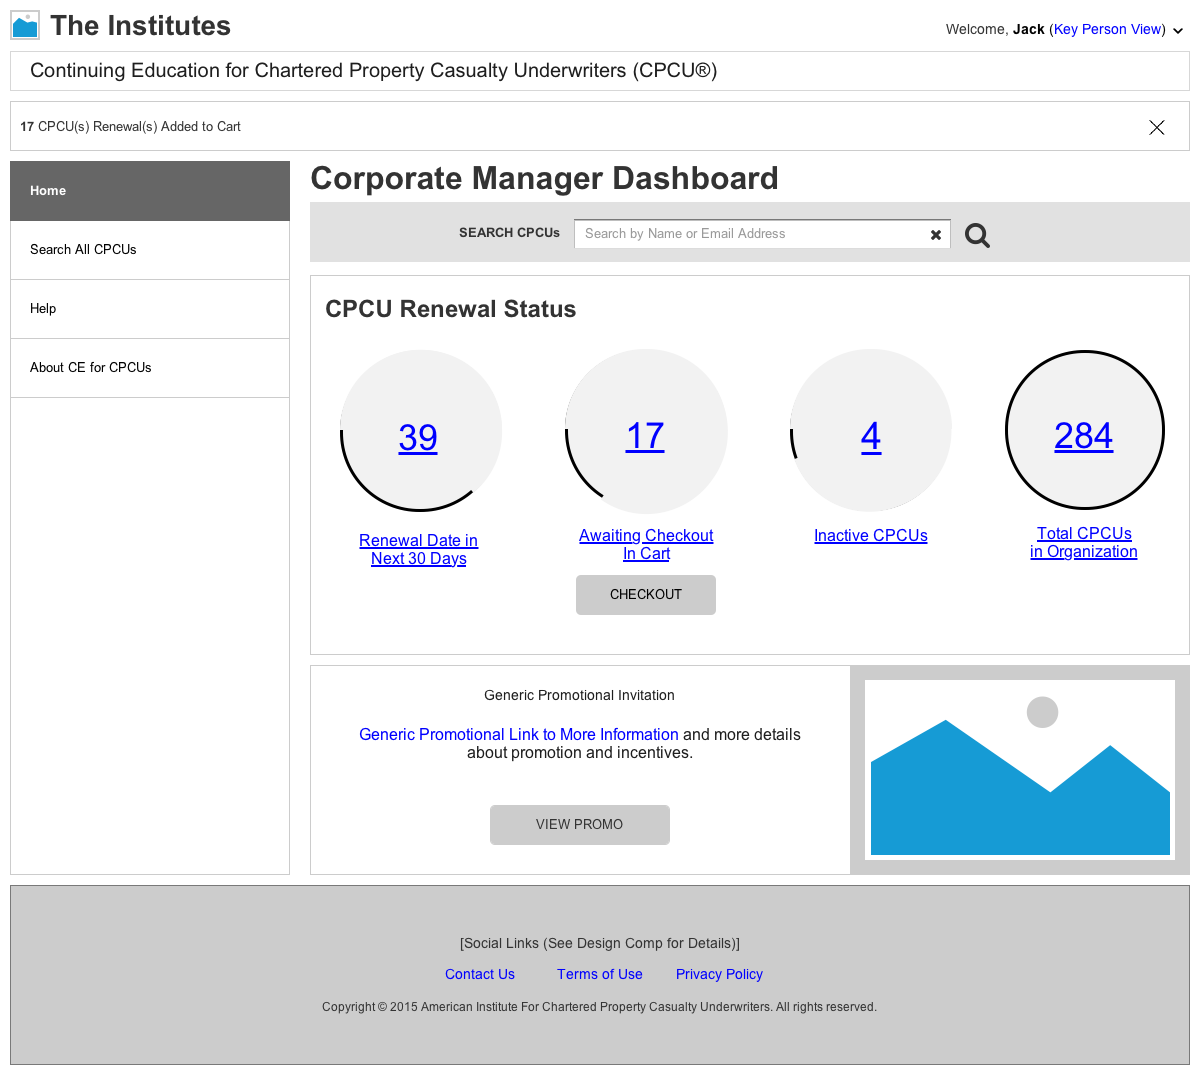 The Institutes
Welcome, Jack (Key Person View)
Continuing Education for Chartered Property Casualty Underwriters (CPCU®)
17 CPCU(s) Renewal(s) Added to Cart
Home
Search All CPCUs
Help
About CE for CPCUs
Corporate Manager Dashboard
SEARCH CPCUs
Search by Name or Email Address
CPCU Renewal Status
39
Renewal Date in
Next 30 Days
17
Awaiting Checkout
In Cart
CHECKOUT
4
Inactive CPCUs
284
Total CPCUs
in Organization
Generic Promotional Invitation
Generic Promotional Link to More Information and more details
about promotion and incentives.
VIEW PROMO
[Social Links (See Design Comp for Details)]
Contact Us Terms of Use Privacy Policy
Copyright © 2015 American Institute For Chartered Property Casualty Underwriters. All rights reserved.